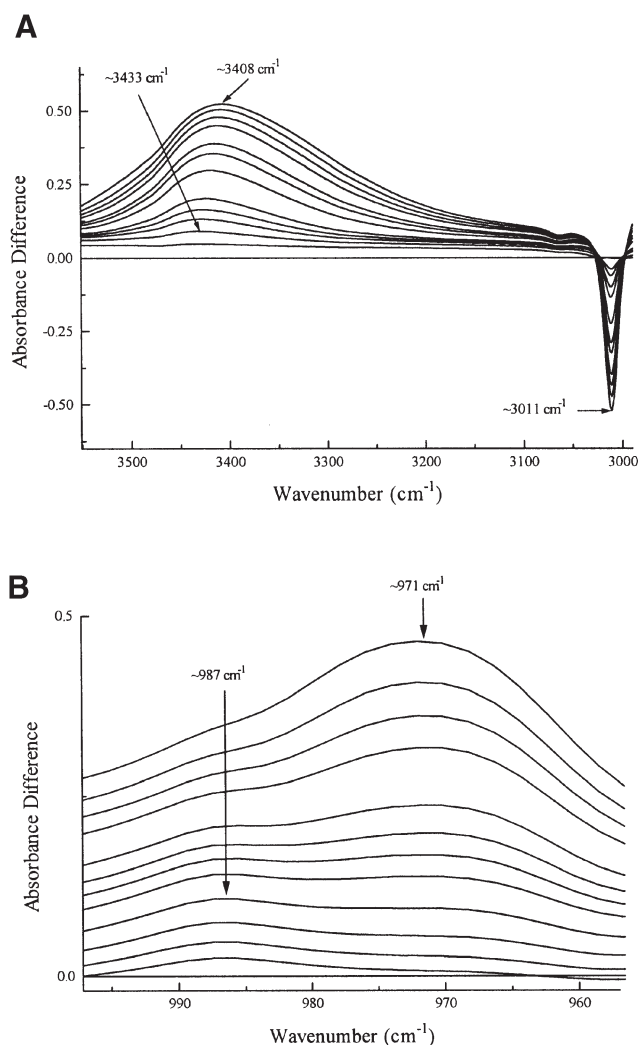 A
~3433 cm⁻¹
~3408 cm⁻¹
0.50
0.25
0.00
-0.25
-0.50
Absorbance Difference
~3011 cm⁻¹
3500 3400 3300 3200 3100 3000
Wavenumber (cm⁻¹)
B
~971 cm⁻¹
0.5
~987 cm⁻¹
Absorbance Difference
0.0
990 980 970 960
Wavenumber (cm⁻¹)